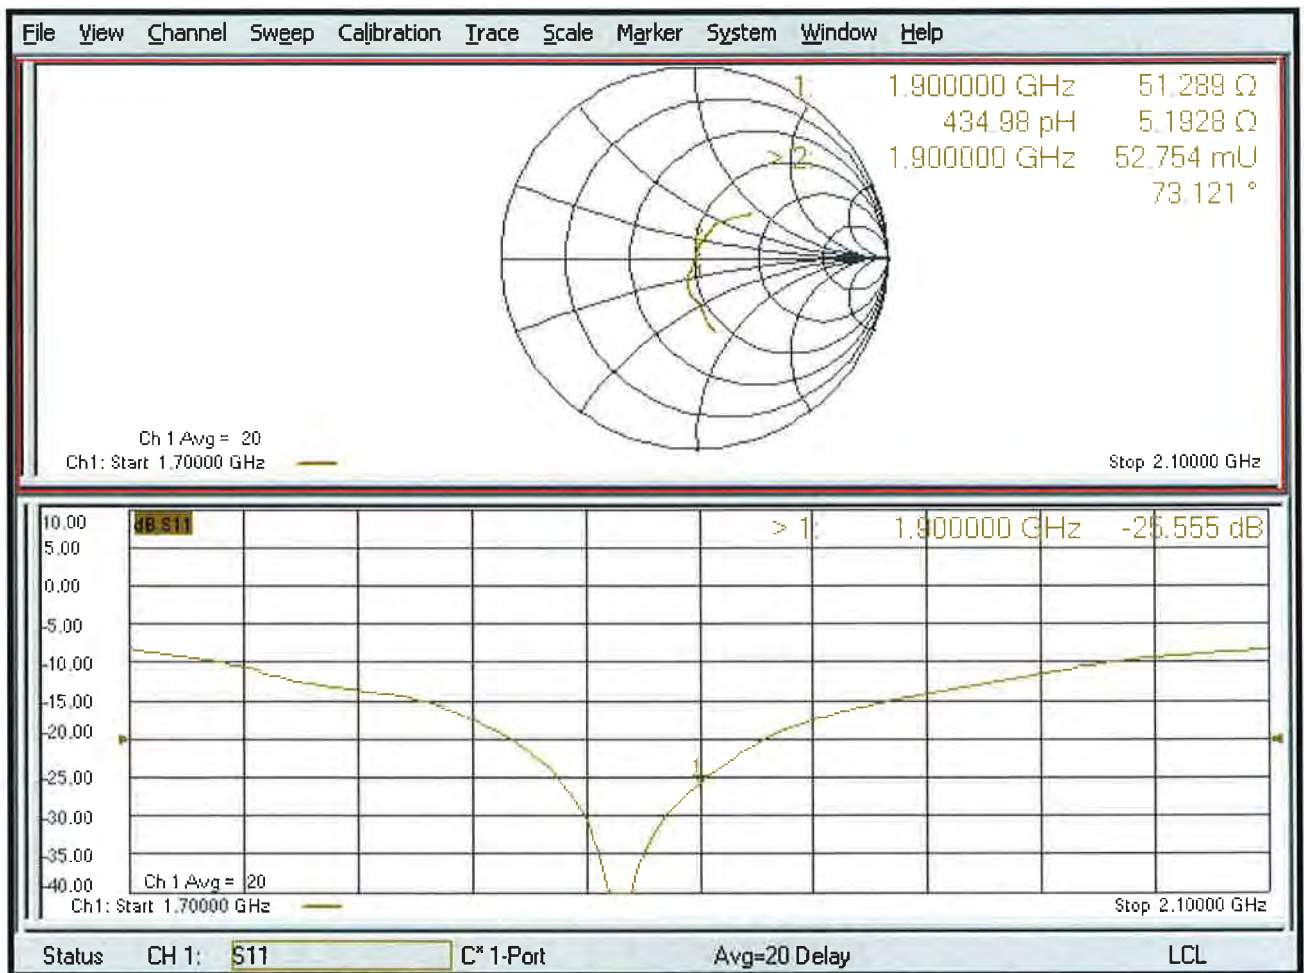 File View Channel Sweep Calibration Trace Scale Marker System Window Help
1: 1.900000 GHz 51.289 Ω
434.98 pH 5.1928 Ω
> 2: 1.900000 GHz 52.754 mU
73.121 °
Ch 1 Avg = 20
Ch1: Start 1.70000 GHz
Stop 2.10000 GHz
10.00
dB S11
> 1: 1.900000 GHz -25.555 dB
5.00
0.00
-5.00
-10.00
-15.00
-20.00
-25.00
1
-30.00
-35.00
-40.00
Ch 1 Avg = 20
Ch1: Start 1.70000 GHz
Stop 2.10000 GHz
Status CH 1: S11 C* 1-Port Avg=20 Delay LCL